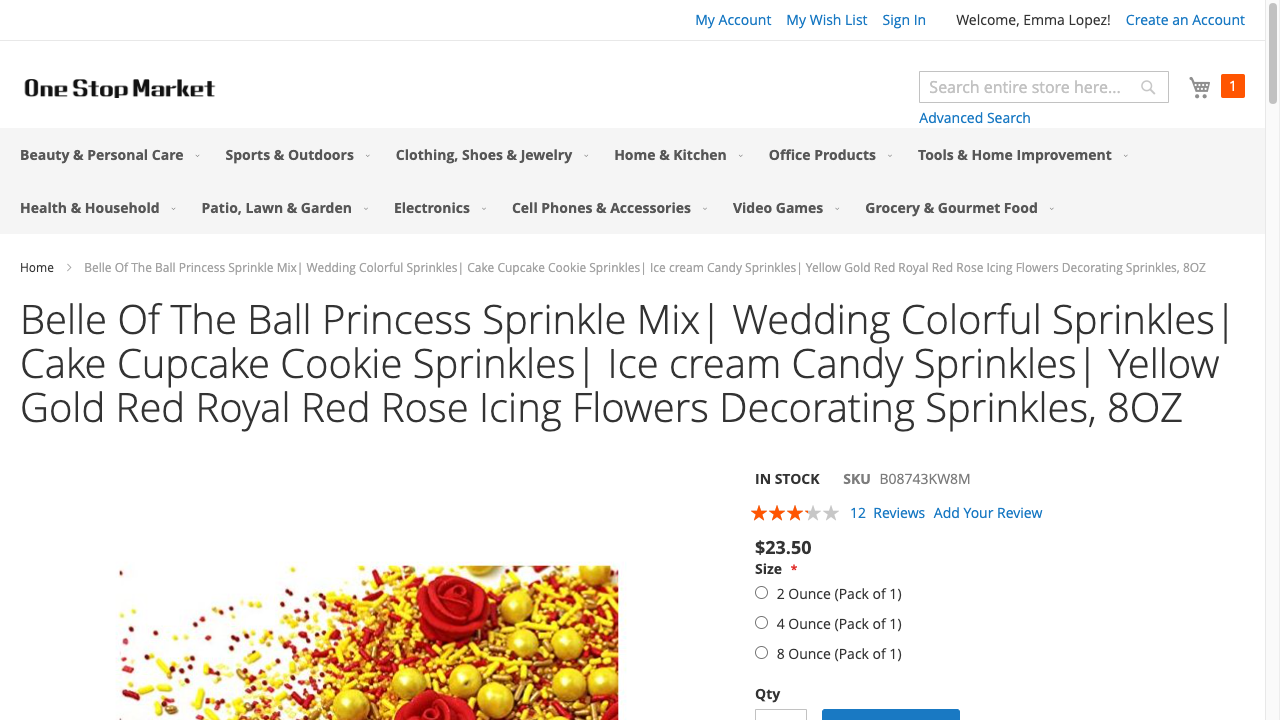 My Account My Wish List Sign In Welcome, Emma Lopez! Create an Account
One Stop Market
Search entire store here... 1
Advanced Search
Beauty & Personal Care Sports & Outdoors Clothing, Shoes & Jewelry Home & Kitchen Office Products Tools & Home Improvement
Health & Household Patio, Lawn & Garden Electronics Cell Phones & Accessories Video Games Grocery & Gourmet Food
Home Belle Of The Ball Princess Sprinkle Mix| Wedding Colorful Sprinkles| Cake Cupcake Cookie Sprinkles| Ice cream Candy Sprinkles| Yellow Gold Red Royal Red Rose Icing Flowers Decorating Sprinkles, 8OZ
Belle Of The Ball Princess Sprinkle Mix| Wedding Colorful Sprinkles|
Cake Cupcake Cookie Sprinkles| Ice cream Candy Sprinkles| Yellow
Gold Red Royal Red Rose Icing Flowers Decorating Sprinkles, 8OZ
IN STOCK SKU B08743KW8M
12 Reviews Add Your Review
$23.50
Size *
2 Ounce (Pack of 1)
4 Ounce (Pack of 1)
8 Ounce (Pack of 1)
Qty